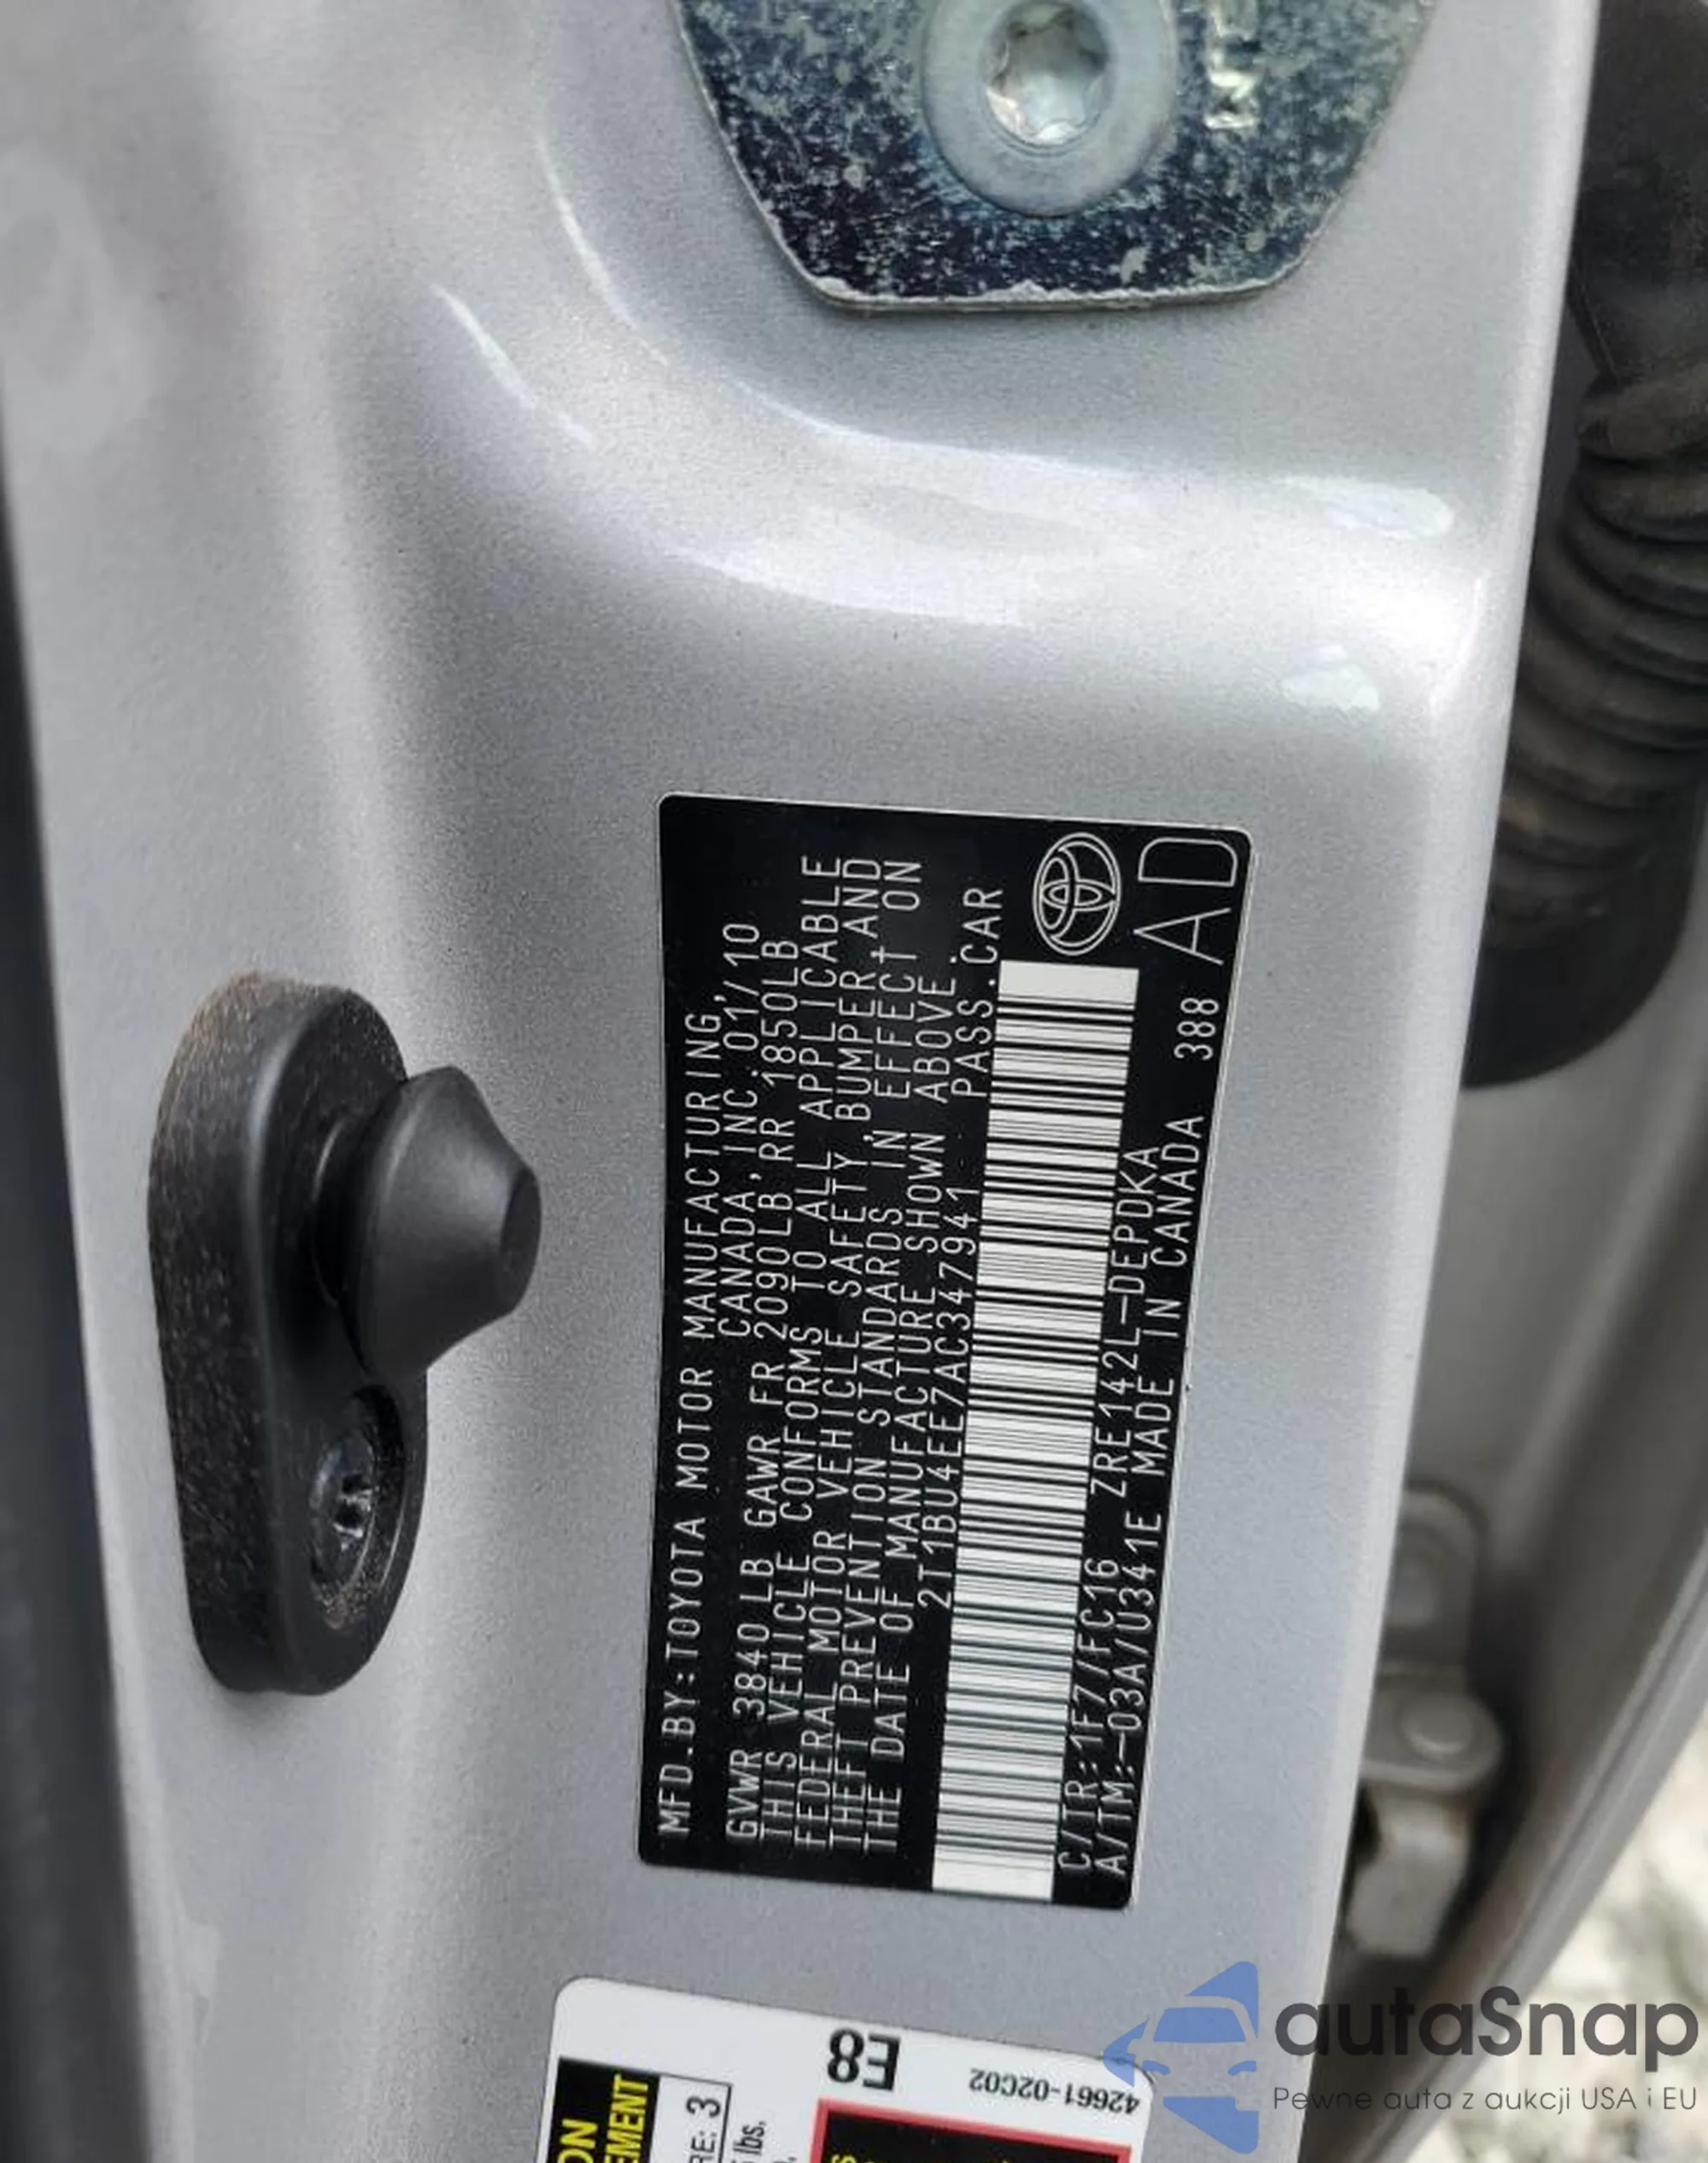 MFD.BY:TOYOTA MOTOR MANUFACTURING,
CANADA,INC.01/10
GVWR 3840LB GAWR FR 2090LB RR 1850LB
THIS VEHICLE CONFORMS TO ALL APPLICABLE
FEDERAL MOTOR VEHICLE SAFETY,BUMPER,AND
THEFT PREVENTION STANDARDS IN EFFECT ON
THE DATE OF MANUFACTURE SHOWN ABOVE.
2T1BU4EE7AC347941 PASS.CAR
C/TR:1F7/FC16 ZRE142L-DEPDKA
A/TM:-03A/U341E MADE IN CANADA 388 AD
E8
42661-02C02
autaSnap
Pewne auta z aukcji USA i EU